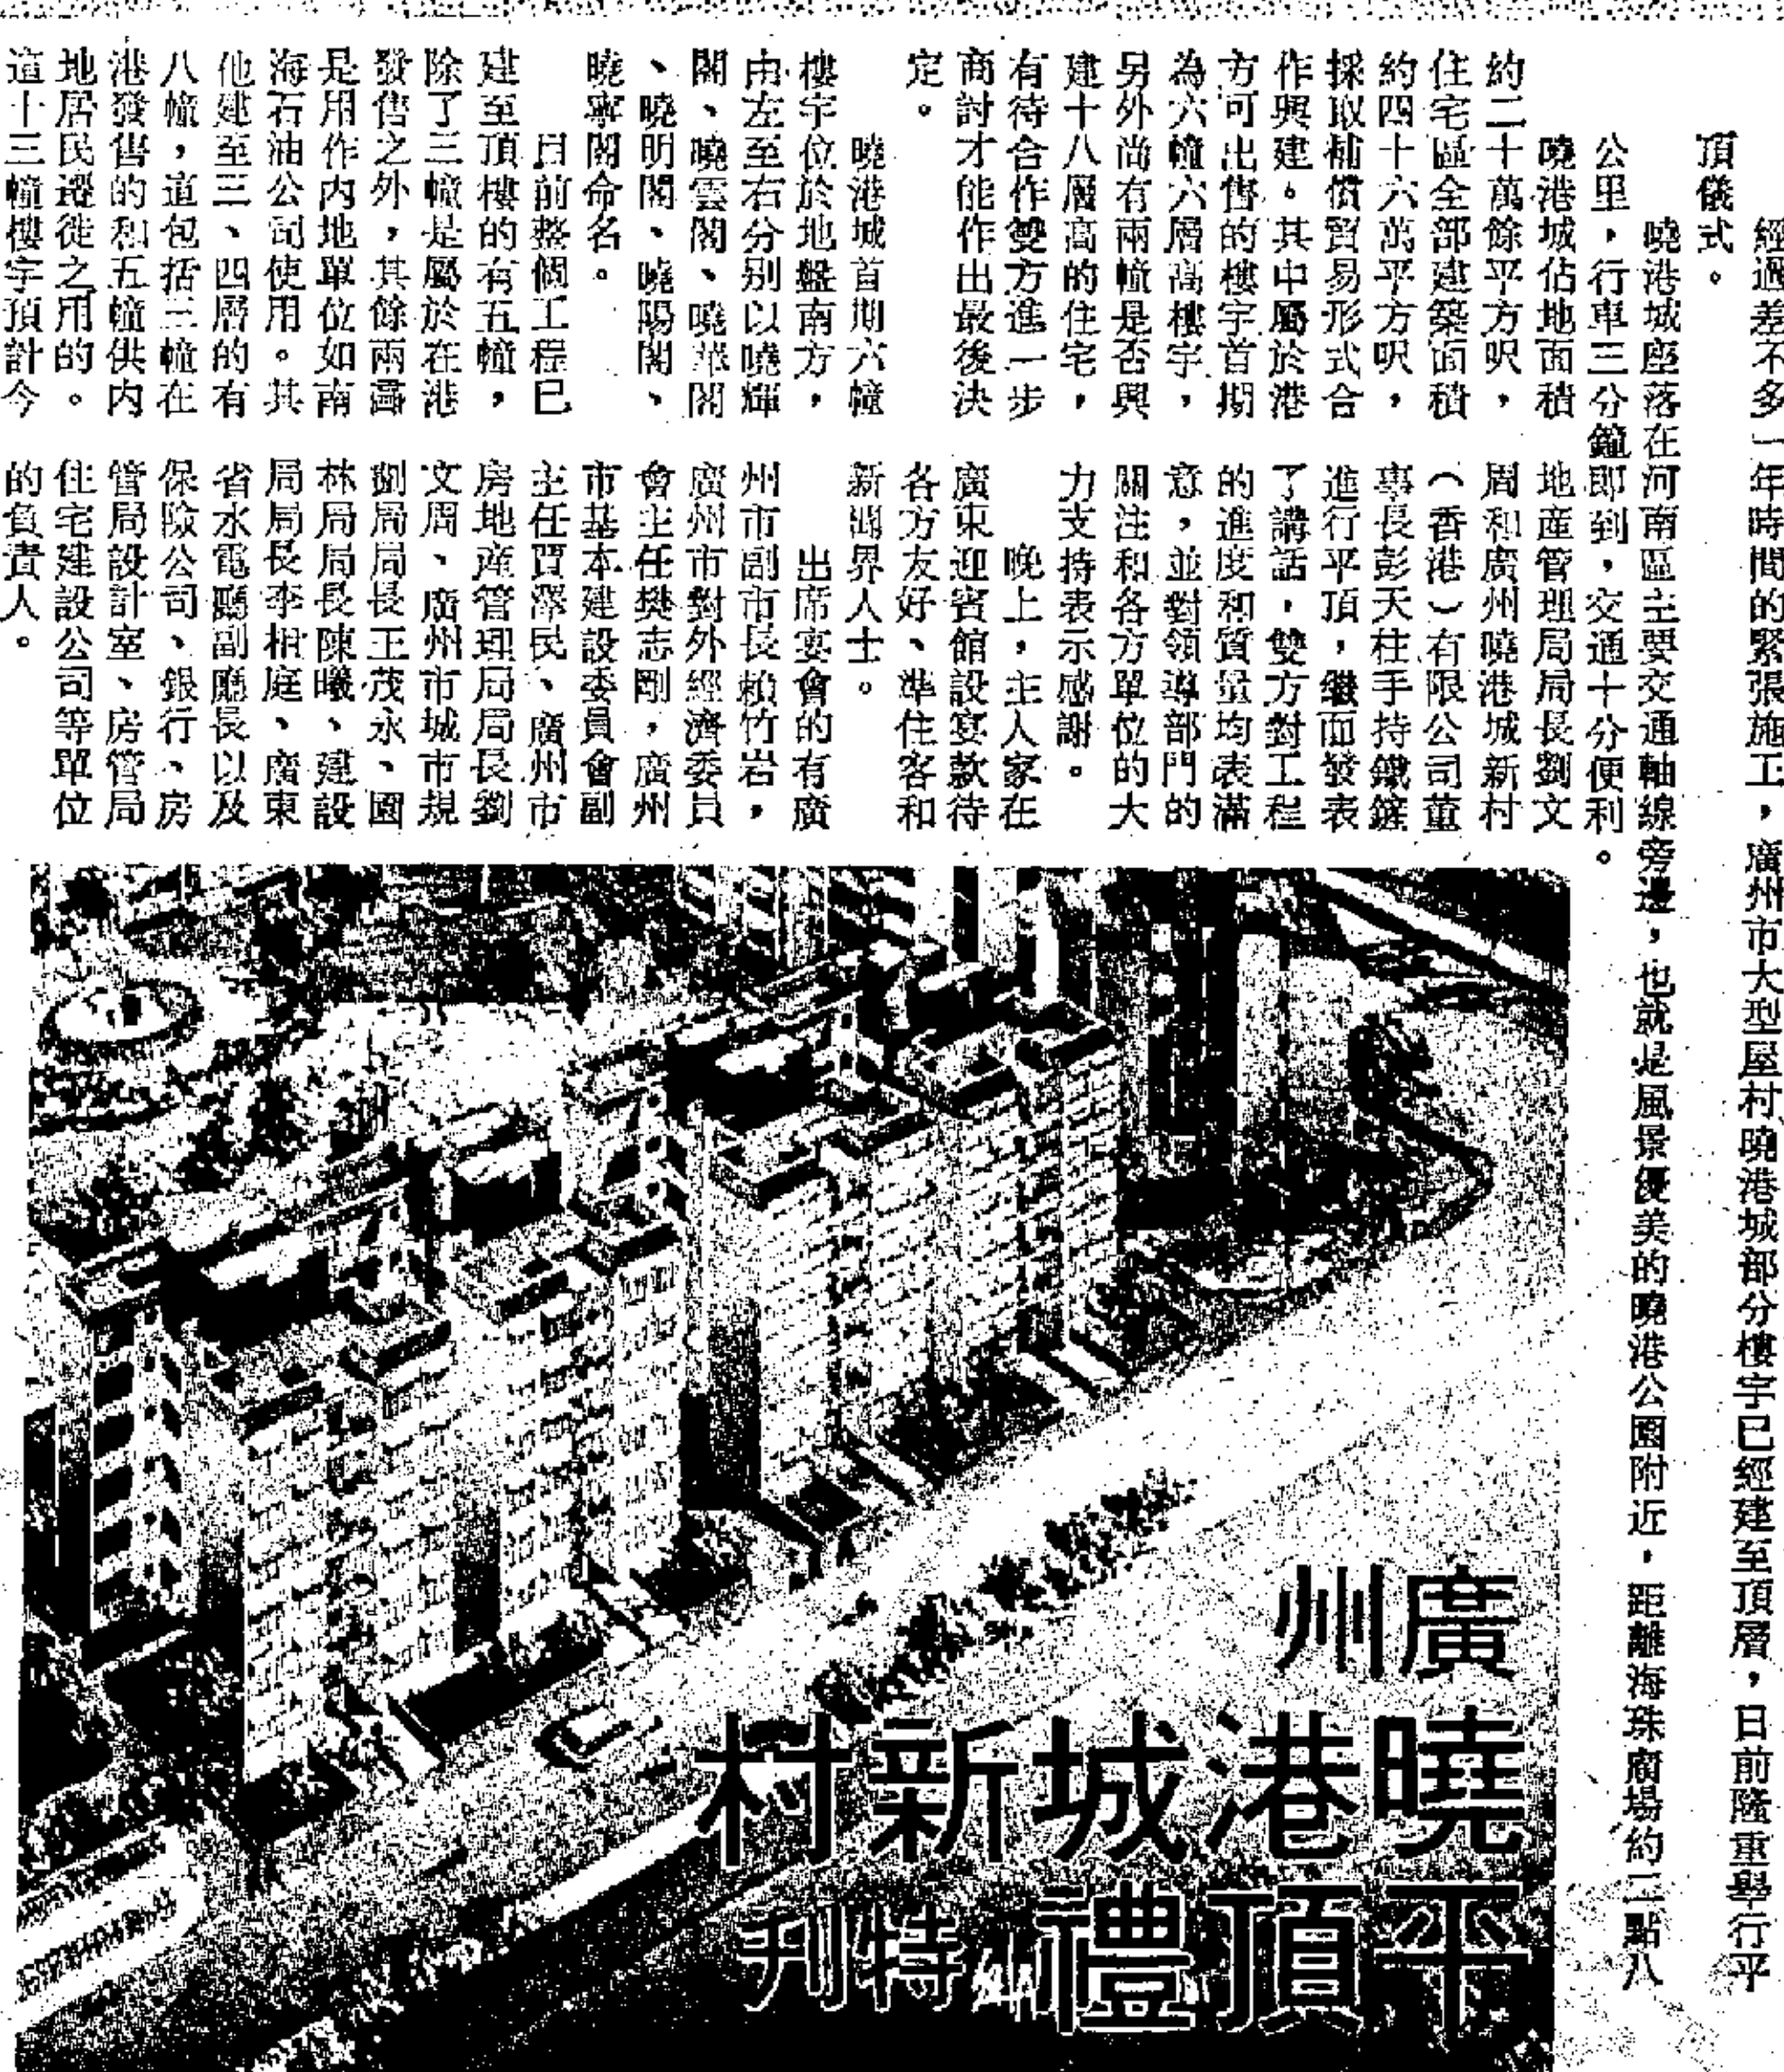 經過差不多一年時間的緊張施工，廣州市大型屋村曉港城部分樓宇已經建至頂層，日前隆重舉行平
頂儀式。
曉港城座落在河南區主要交通軸線旁邊，也就是風景優美的曉港公園附近，距離海珠廣場約二點八
公里，行車三分鐘即到，交通十分便利。
曉港城佔地面積
約二十萬餘平方呎，
住宅區全部建築面積
約四十六萬平方呎，
採取補償貿易形式合
作興建。其中屬於港
方可出售的樓宇首期
為六幢六層高樓宇，
另外尚有兩幢是否興
建十八層高的住宅，
有待合作雙方進一步
商討才能作出最後決
定。
曉港城首期六幢
樓宇位於地盤南方，
由左至右分別以曉輝
閣、曉雲閣、曉華閣
、曉明閣、曉陽閣、
曉寧閣命名。
目前整個工程已
建至頂樓的有五幢，
除了三幢是屬於在港
發售之外，其餘兩幢
是用作內地單位如南
海石油公司使用。其
他建至三、四層的有
八幢，這包括三幢在
港發售的和五幢供內
地居民遷徙之用的。
這十三幢樓宇預計今
地產管理局局長劉文
周和廣州曉港城新村
（香港）有限公司董
事長彭天柱手持鐵鏟
進行平頂，繼而發表
了講話，雙方對工程
的進度和質量均表滿
意，並對領導部門的
關注和各方單位的大
力支持表示感謝。
晚上，主人家在
廣東迎賓館設宴款待
各方友好、準住客和
新聞界人士。
出席宴會的有廣
州市副市長賴竹岩，
廣州市對外經濟委員
會主任樊志剛，廣州
市基本建設委員會副
主任賈澤民、廣州市
房地產管理局局長劉
文周、廣州市城市規
劃局局長王茂永、園
林局局長陳曦、建設
局局長李相庭、廣東
省水電廳副廳長以及
保險公司、銀行、房
管局設計室、房管局
住宅建設公司等單位
的負責人。
廣州
曉港城新村
平頂禮特刊